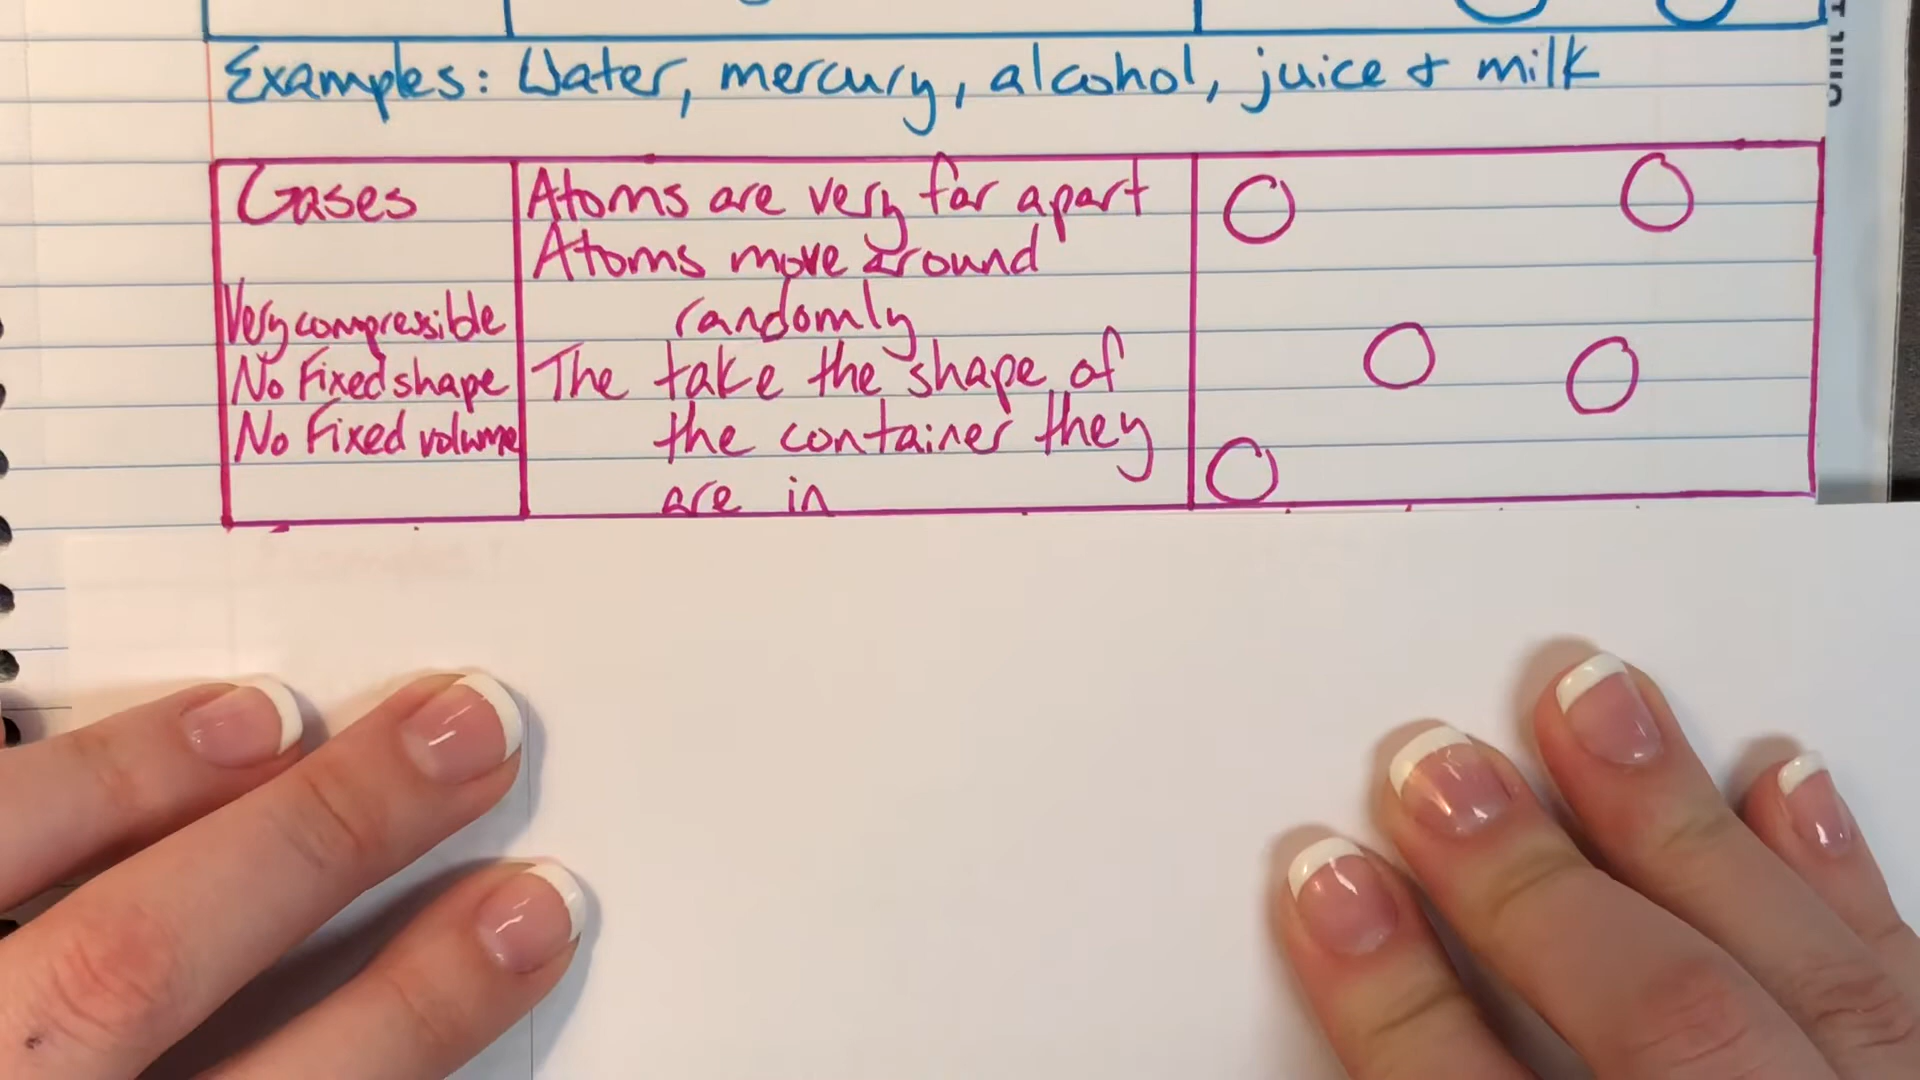 Examples: Water, mercury, alcohol, juice & milk
Gases
Very compressible
No Fixed shape
No Fixed volume
Atoms are very far apart
Atoms move around
randomly
The take the shape of
the container they
are in